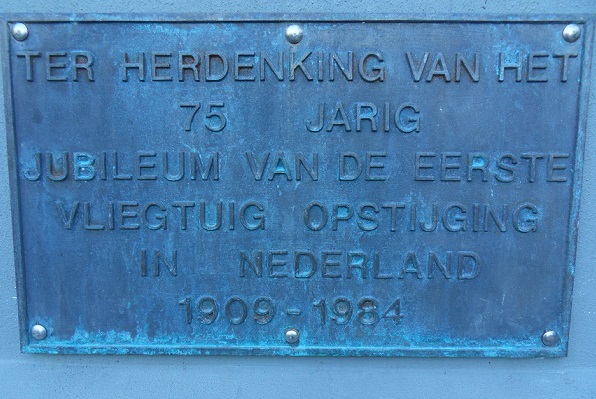 TER HERDENKING VAN HET
75 JARIG
JUBILEUM VAN DE EERSTE
VLIEGTUIG OPSTIJGING
IN NEDERLAND
1909-1984